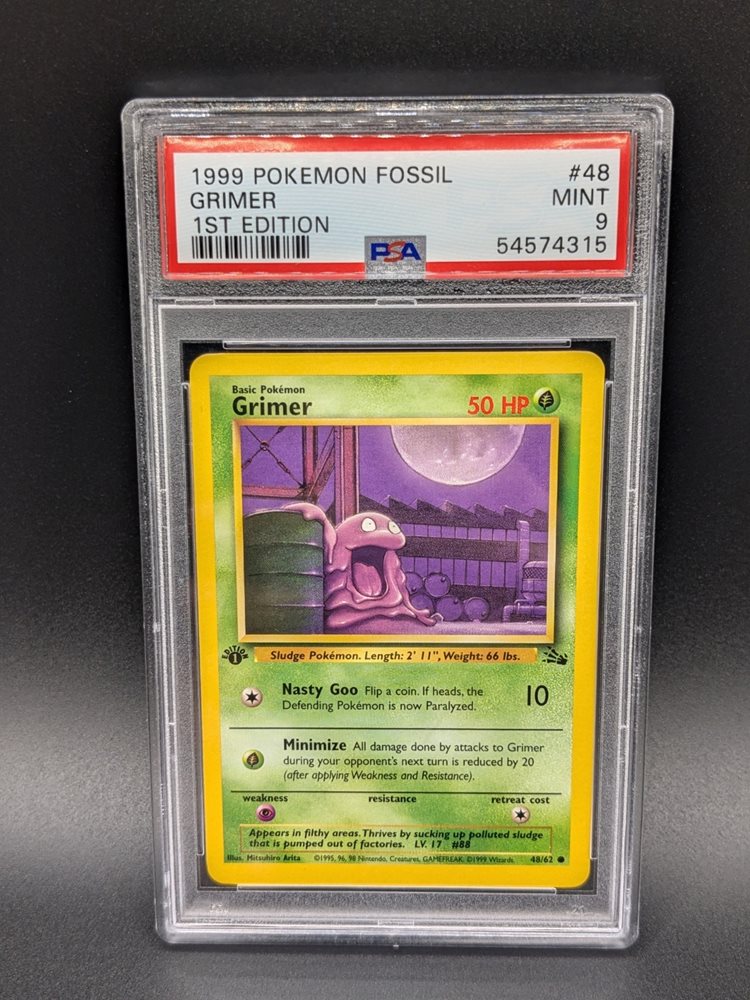 1999 POKEMON FOSSIL #48
GRIMER MINT
1ST EDITION 9
PSA 54574315
Basic Pokémon
Grimer 50 HP
EDITION 1
Sludge Pokémon. Length: 2' 11", Weight: 66 lbs.
Nasty Goo Flip a coin. If heads, the 10
Defending Pokémon is now Paralyzed.
Minimize All damage done by attacks to Grimer
during your opponent's next turn is reduced by 20
(after applying Weakness and Resistance).
weakness resistance retreat cost
Appears in filthy areas. Thrives by sucking up polluted sludge
that is pumped out of factories. LV. 17 #88
Illus. Mitsuhiro Arita ©1995, 96, 98 Nintendo, Creatures, GAMEFREAK. ©1999 Wizards. 48/62